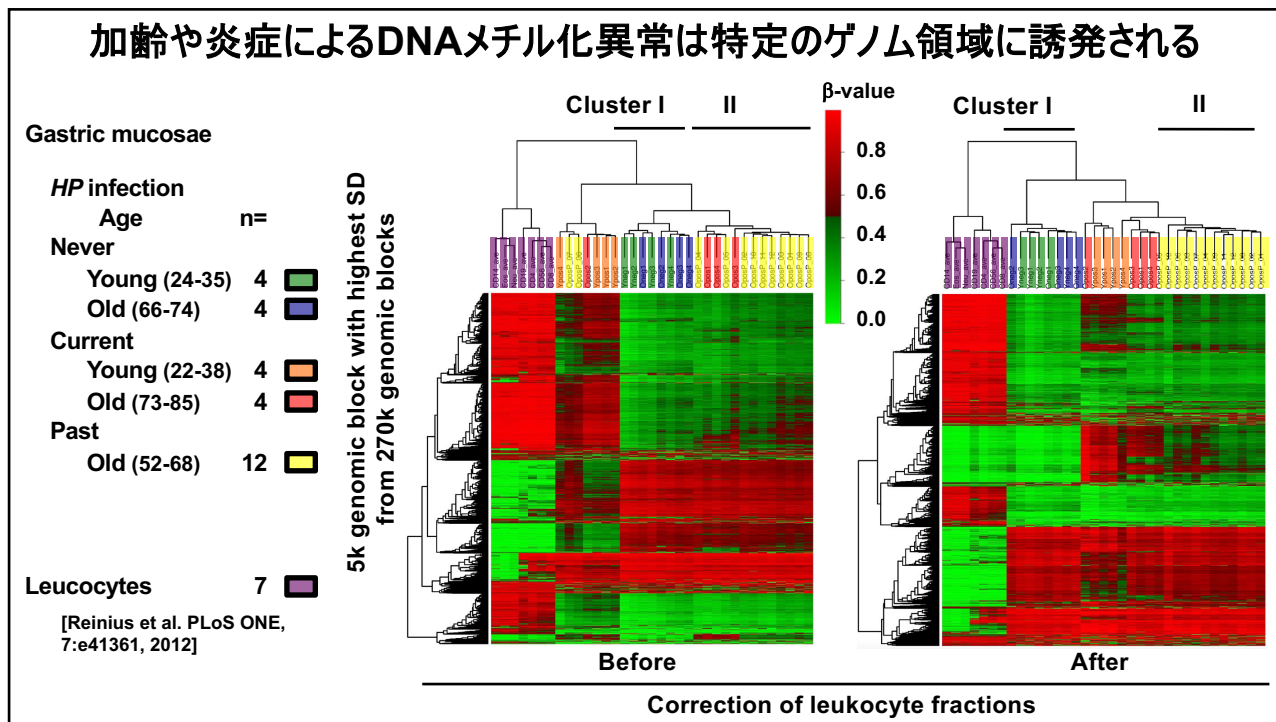 加齢や炎症によるDNAメチル化異常は特定のゲノム領域に誘発される
Gastric mucosae
HP infection
Age n=
Never
Young (24-35) 4
Old (66-74) 4
Current
Young (22-38) 4
Old (73-85) 4
Past
Old (52-68) 12
Leucocytes 7
[Reinius et al. PLoS ONE,
7:e41361, 2012]
5k genomic block with highest SD
from 270k genomic blocks
Cluster I II
β-value
0.8
0.6
0.4
0.2
0.0
Cluster I II
Before
After
Correction of leukocyte fractions